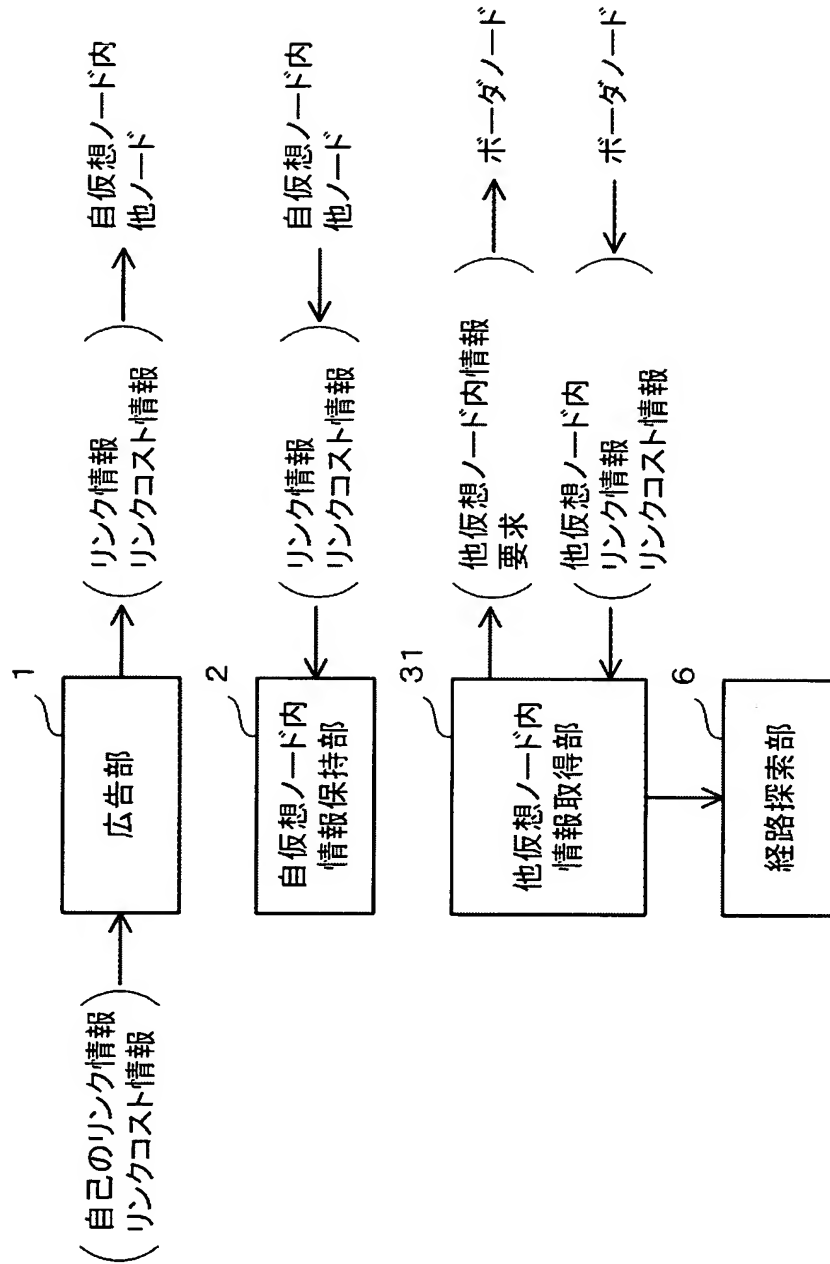 自己のリンク情報
リンクコスト情報
1
広告部
リンク情報
リンクコスト情報
自仮想ノード内
他ノード
2
自仮想ノード内
情報保持部
リンク情報
リンクコスト情報
自仮想ノード内
他ノード
31
他仮想ノード内
情報取得部
他仮想ノード内情報
要求
ボーダノード
他仮想ノード内
リンク情報
リンクコスト情報
ボーダノード
6
経路探索部